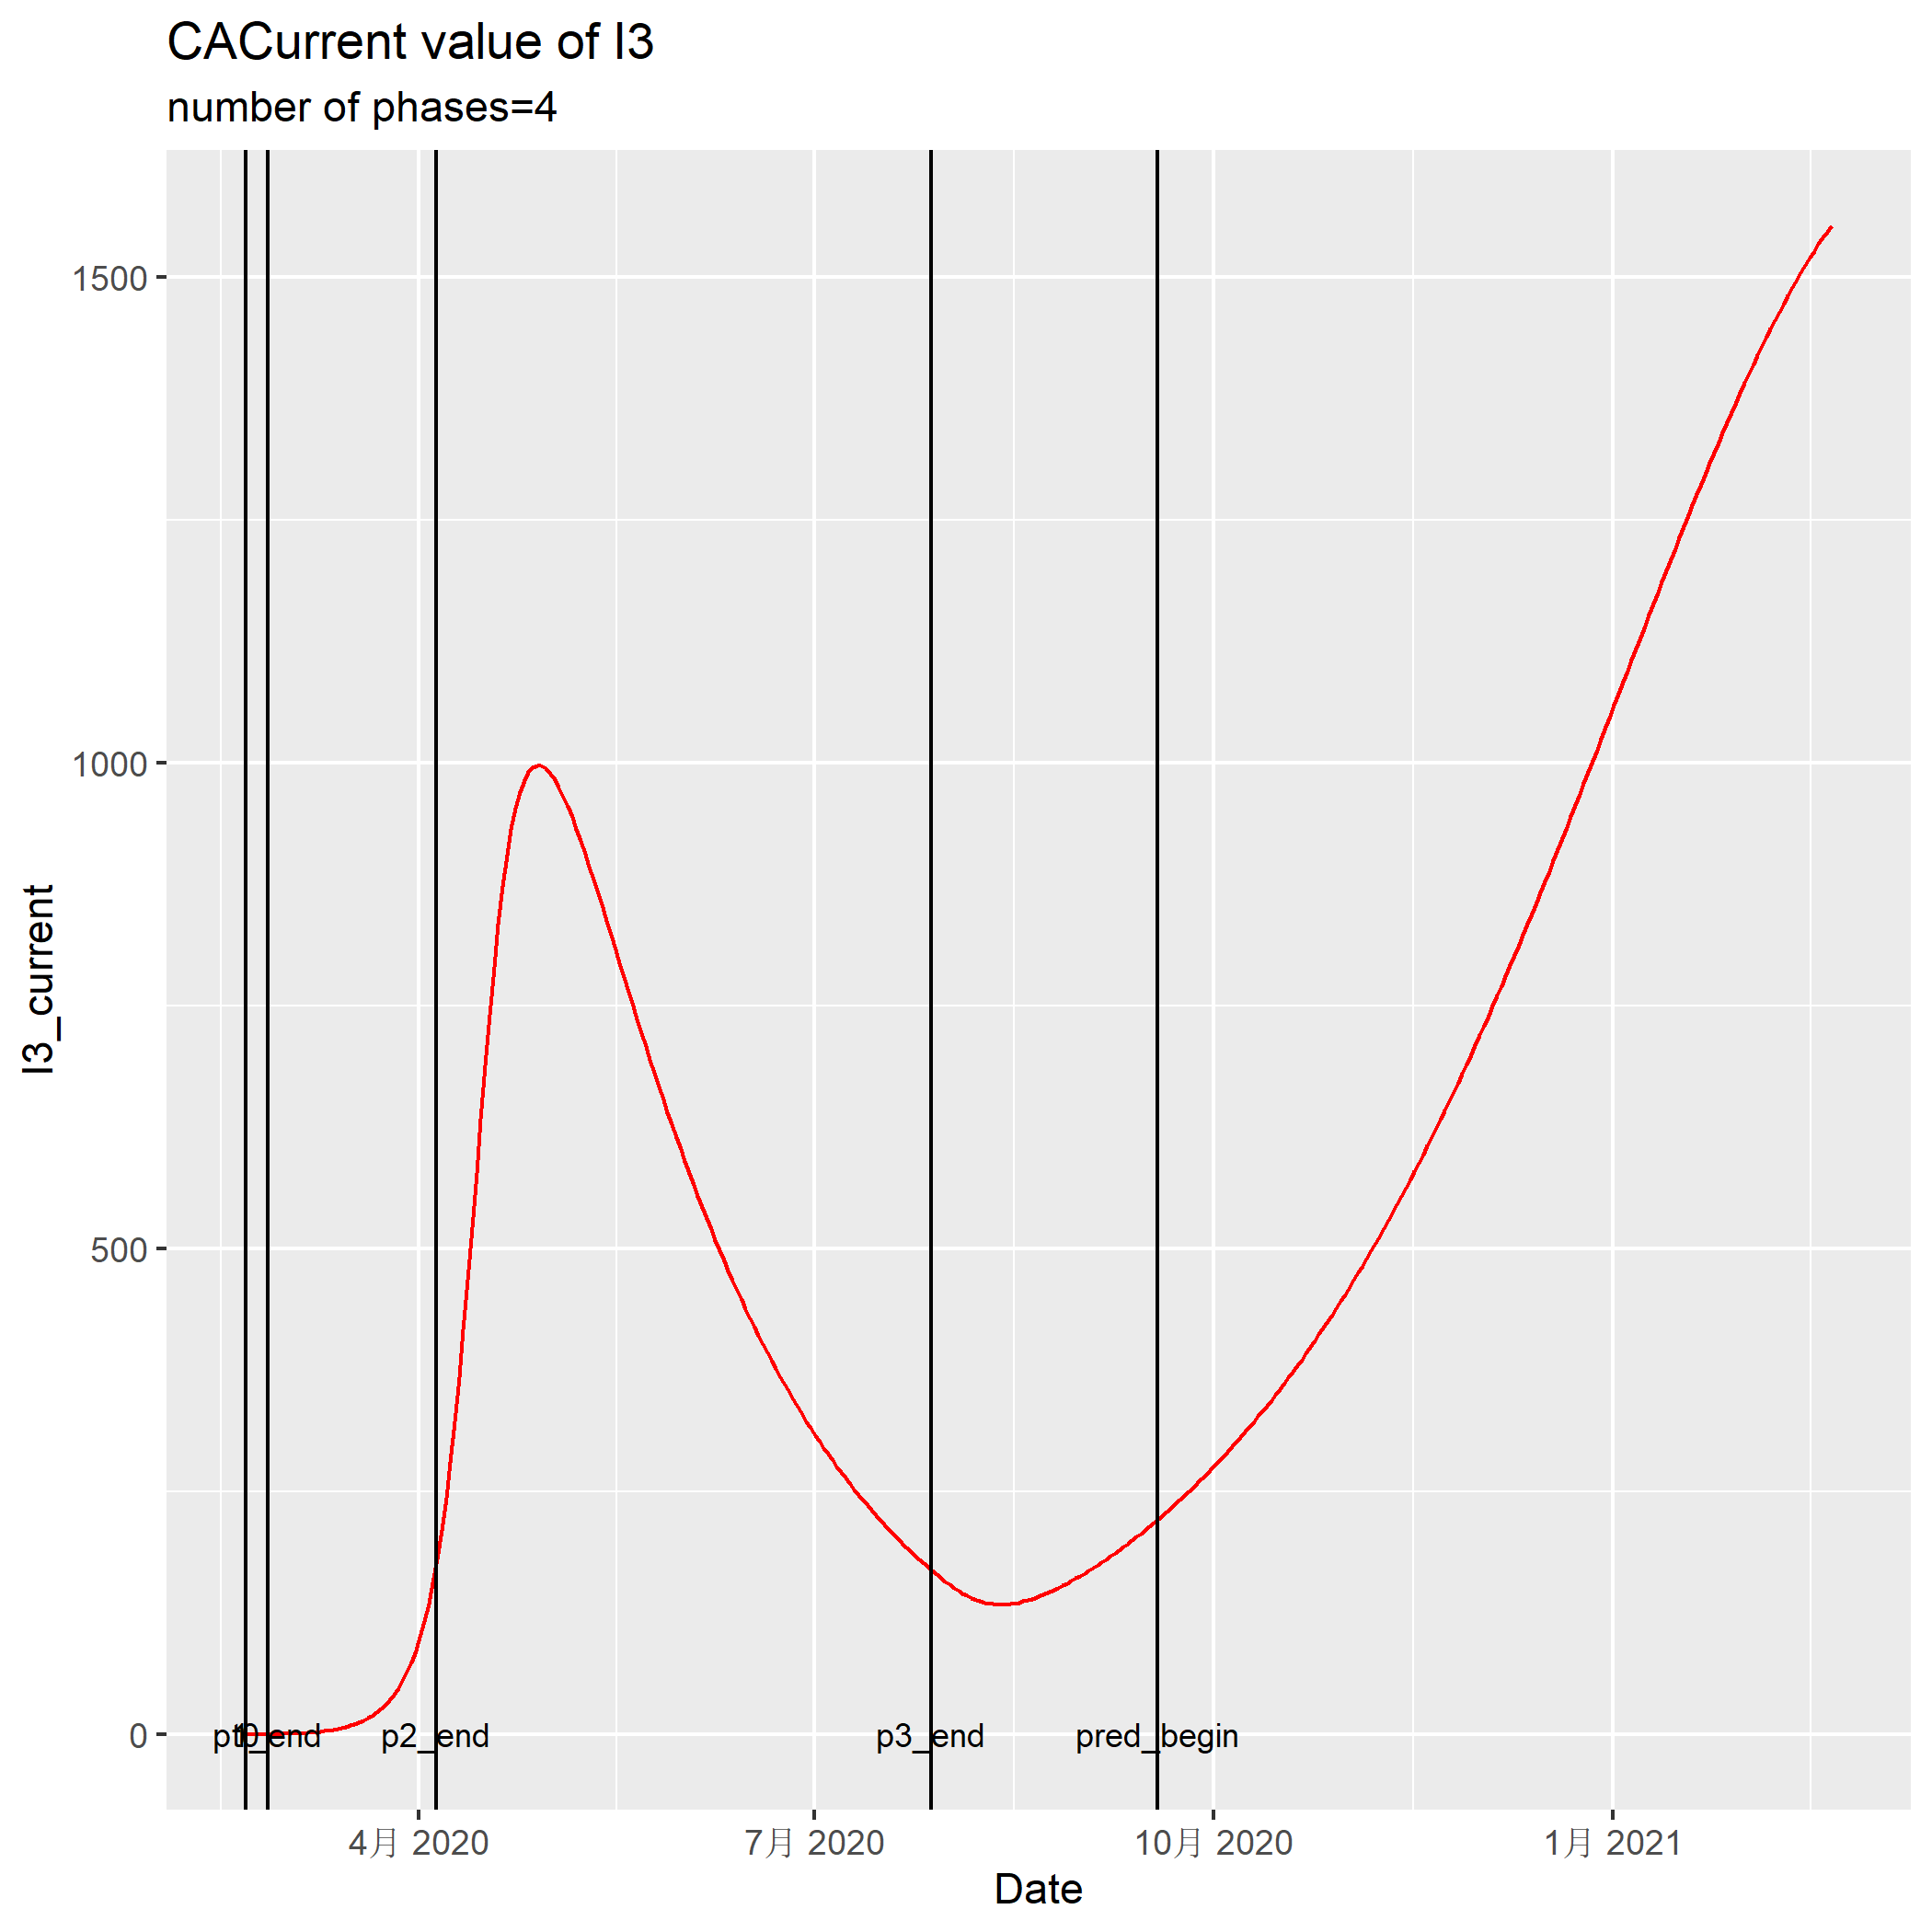 CACurrent value of I3
number of phases=4
1500
1000
500
0
I3_current
p2_end
p3_end
pred_begin
4月 2020
7月 2020
10月 2020
1月 2021
Date